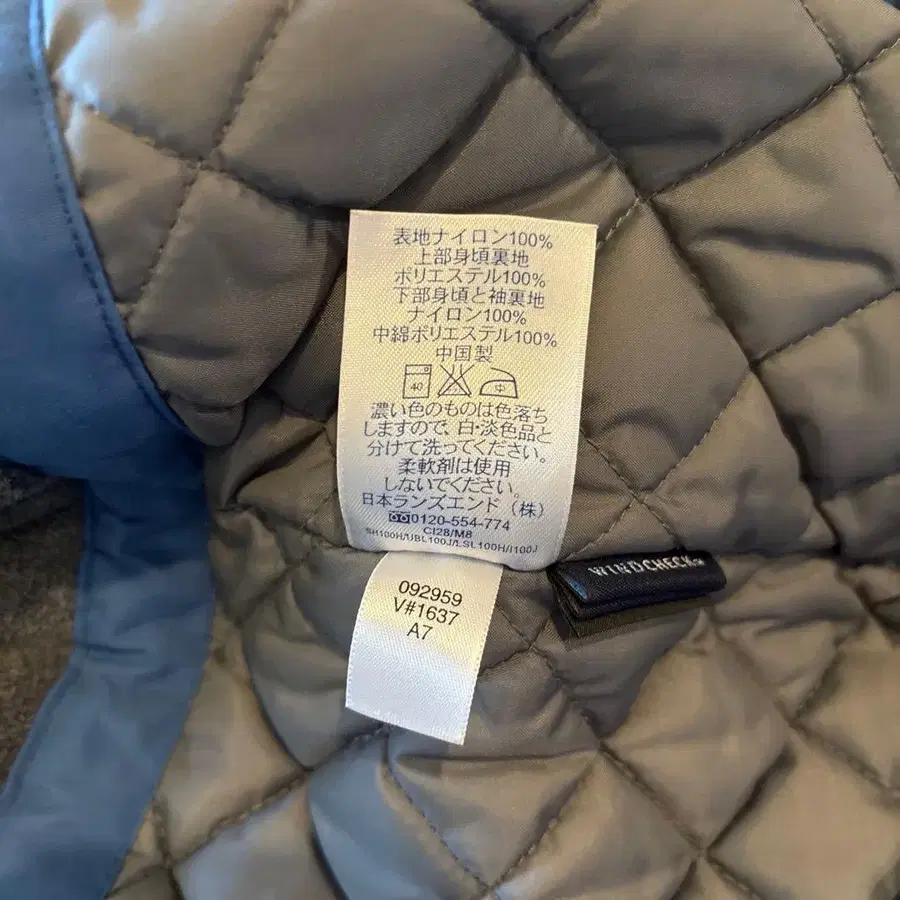 表地ナイロン100%
上部身頃裏地
ポリエステル100%
下部身頃と袖裏地
ナイロン100%
中綿ポリエステル100%
中国製
40 中
濃い色のものは色落ち
しますので、白・淡色品と
分けて洗ってください。
柔軟剤は使用
しないでください。
日本ランズエンド（株）
0120-554-774
CI28/M8
SH100H/UBL100J/LSL100H/I100J
092959
V#1637
A7
WINDCHECK